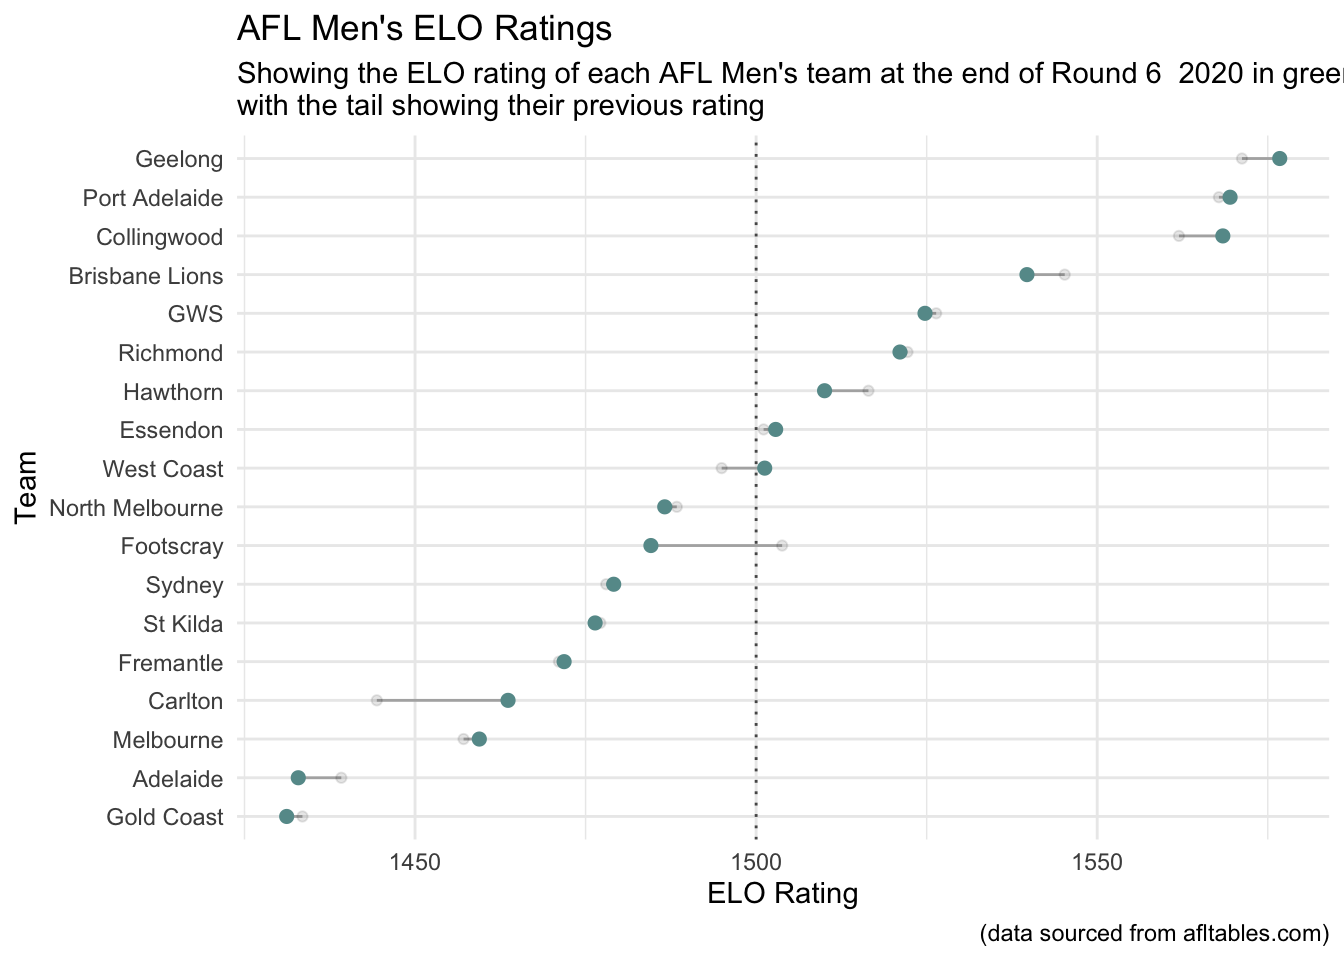 AFL Men's ELO Ratings
Showing the ELO rating of each AFL Men's team at the end of Round 6  2020 in green
with the tail showing their previous rating
Geelong
Port Adelaide
Collingwood
Brisbane Lions
GWS
Richmond
Hawthorn
Essendon
West Coast
North Melbourne
Footscray
Sydney
St Kilda
Fremantle
Carlton
Melbourne
Adelaide
Gold Coast
Team
1450 1500 1550
ELO Rating
(data sourced from afltables.com)